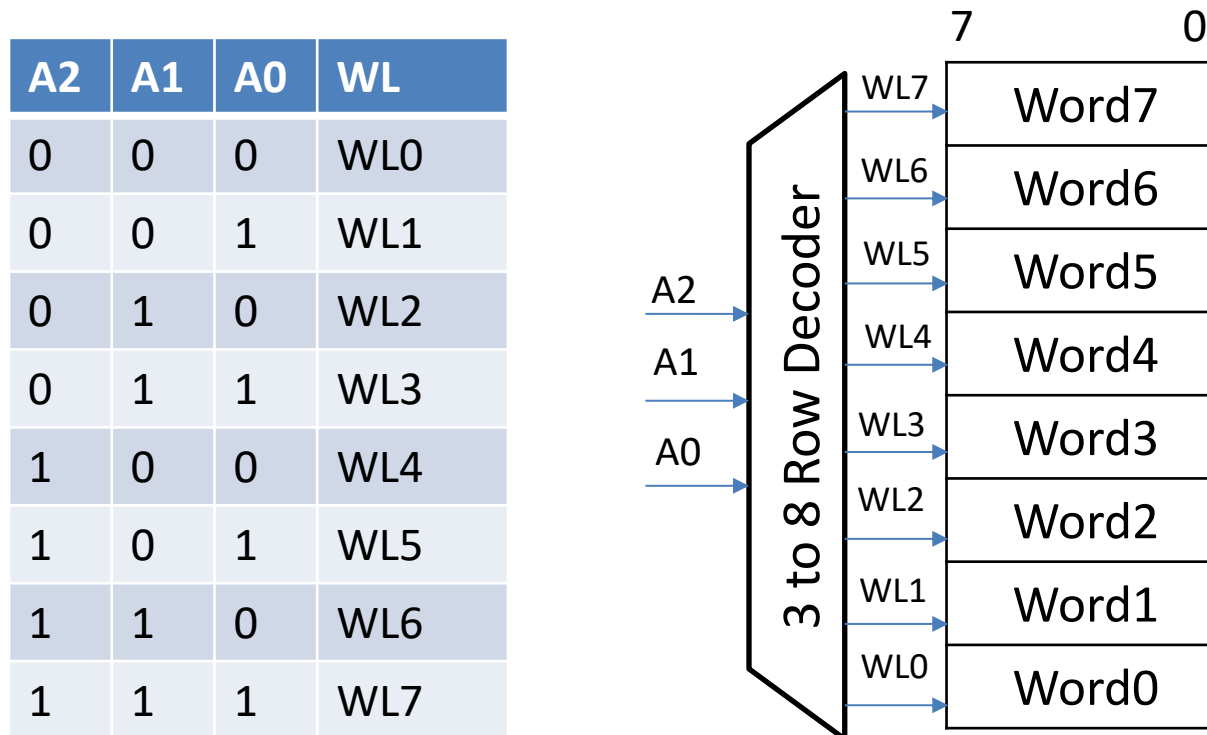 A2 A1 A0 WL
0 0 0 WL0
0 0 1 WL1
0 1 0 WL2
0 1 1 WL3
1 0 0 WL4
1 0 1 WL5
1 1 0 WL6
1 1 1 WL7
A2
A1
A0
3 to 8 Row Decoder
WL7
WL6
WL5
WL4
WL3
WL2
WL1
WL0
7 0
Word7
Word6
Word5
Word4
Word3
Word2
Word1
Word0